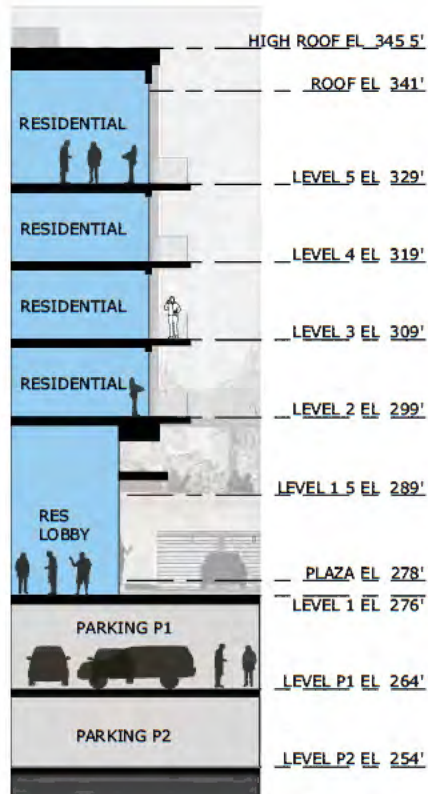 HIGH ROOF EL 345 5'
ROOF EL 341'
RESIDENTIAL
LEVEL 5 EL 329'
RESIDENTIAL
LEVEL 4 EL 319'
RESIDENTIAL
LEVEL 3 EL 309'
RESIDENTIAL
LEVEL 2 EL 299'
LEVEL 1 5 EL 289'
RES
LOBBY
PLAZA EL 278'
LEVEL 1 EL 276'
PARKING P1
LEVEL P1 EL 264'
PARKING P2
LEVEL P2 EL 254'